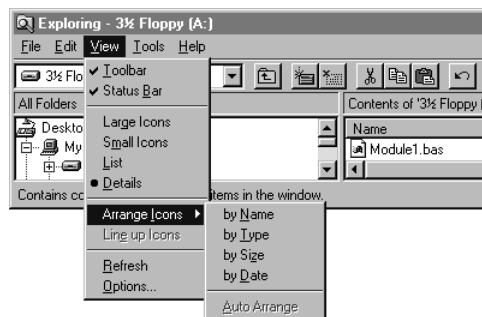 Exploring - 3½ Floppy (A:)
File Edit View Tools Help
3½ Flo
Toolbar
Status Bar
All Folders
Contents of '3½ Floppy (
Large Icons
Small Icons
List
Details
Deskto
My
Name
Module1.bas
Contains co
items in the window.
Arrange Icons
Line up Icons
Refresh
Options...
by Name
by Type
by Size
by Date
Auto Arrange